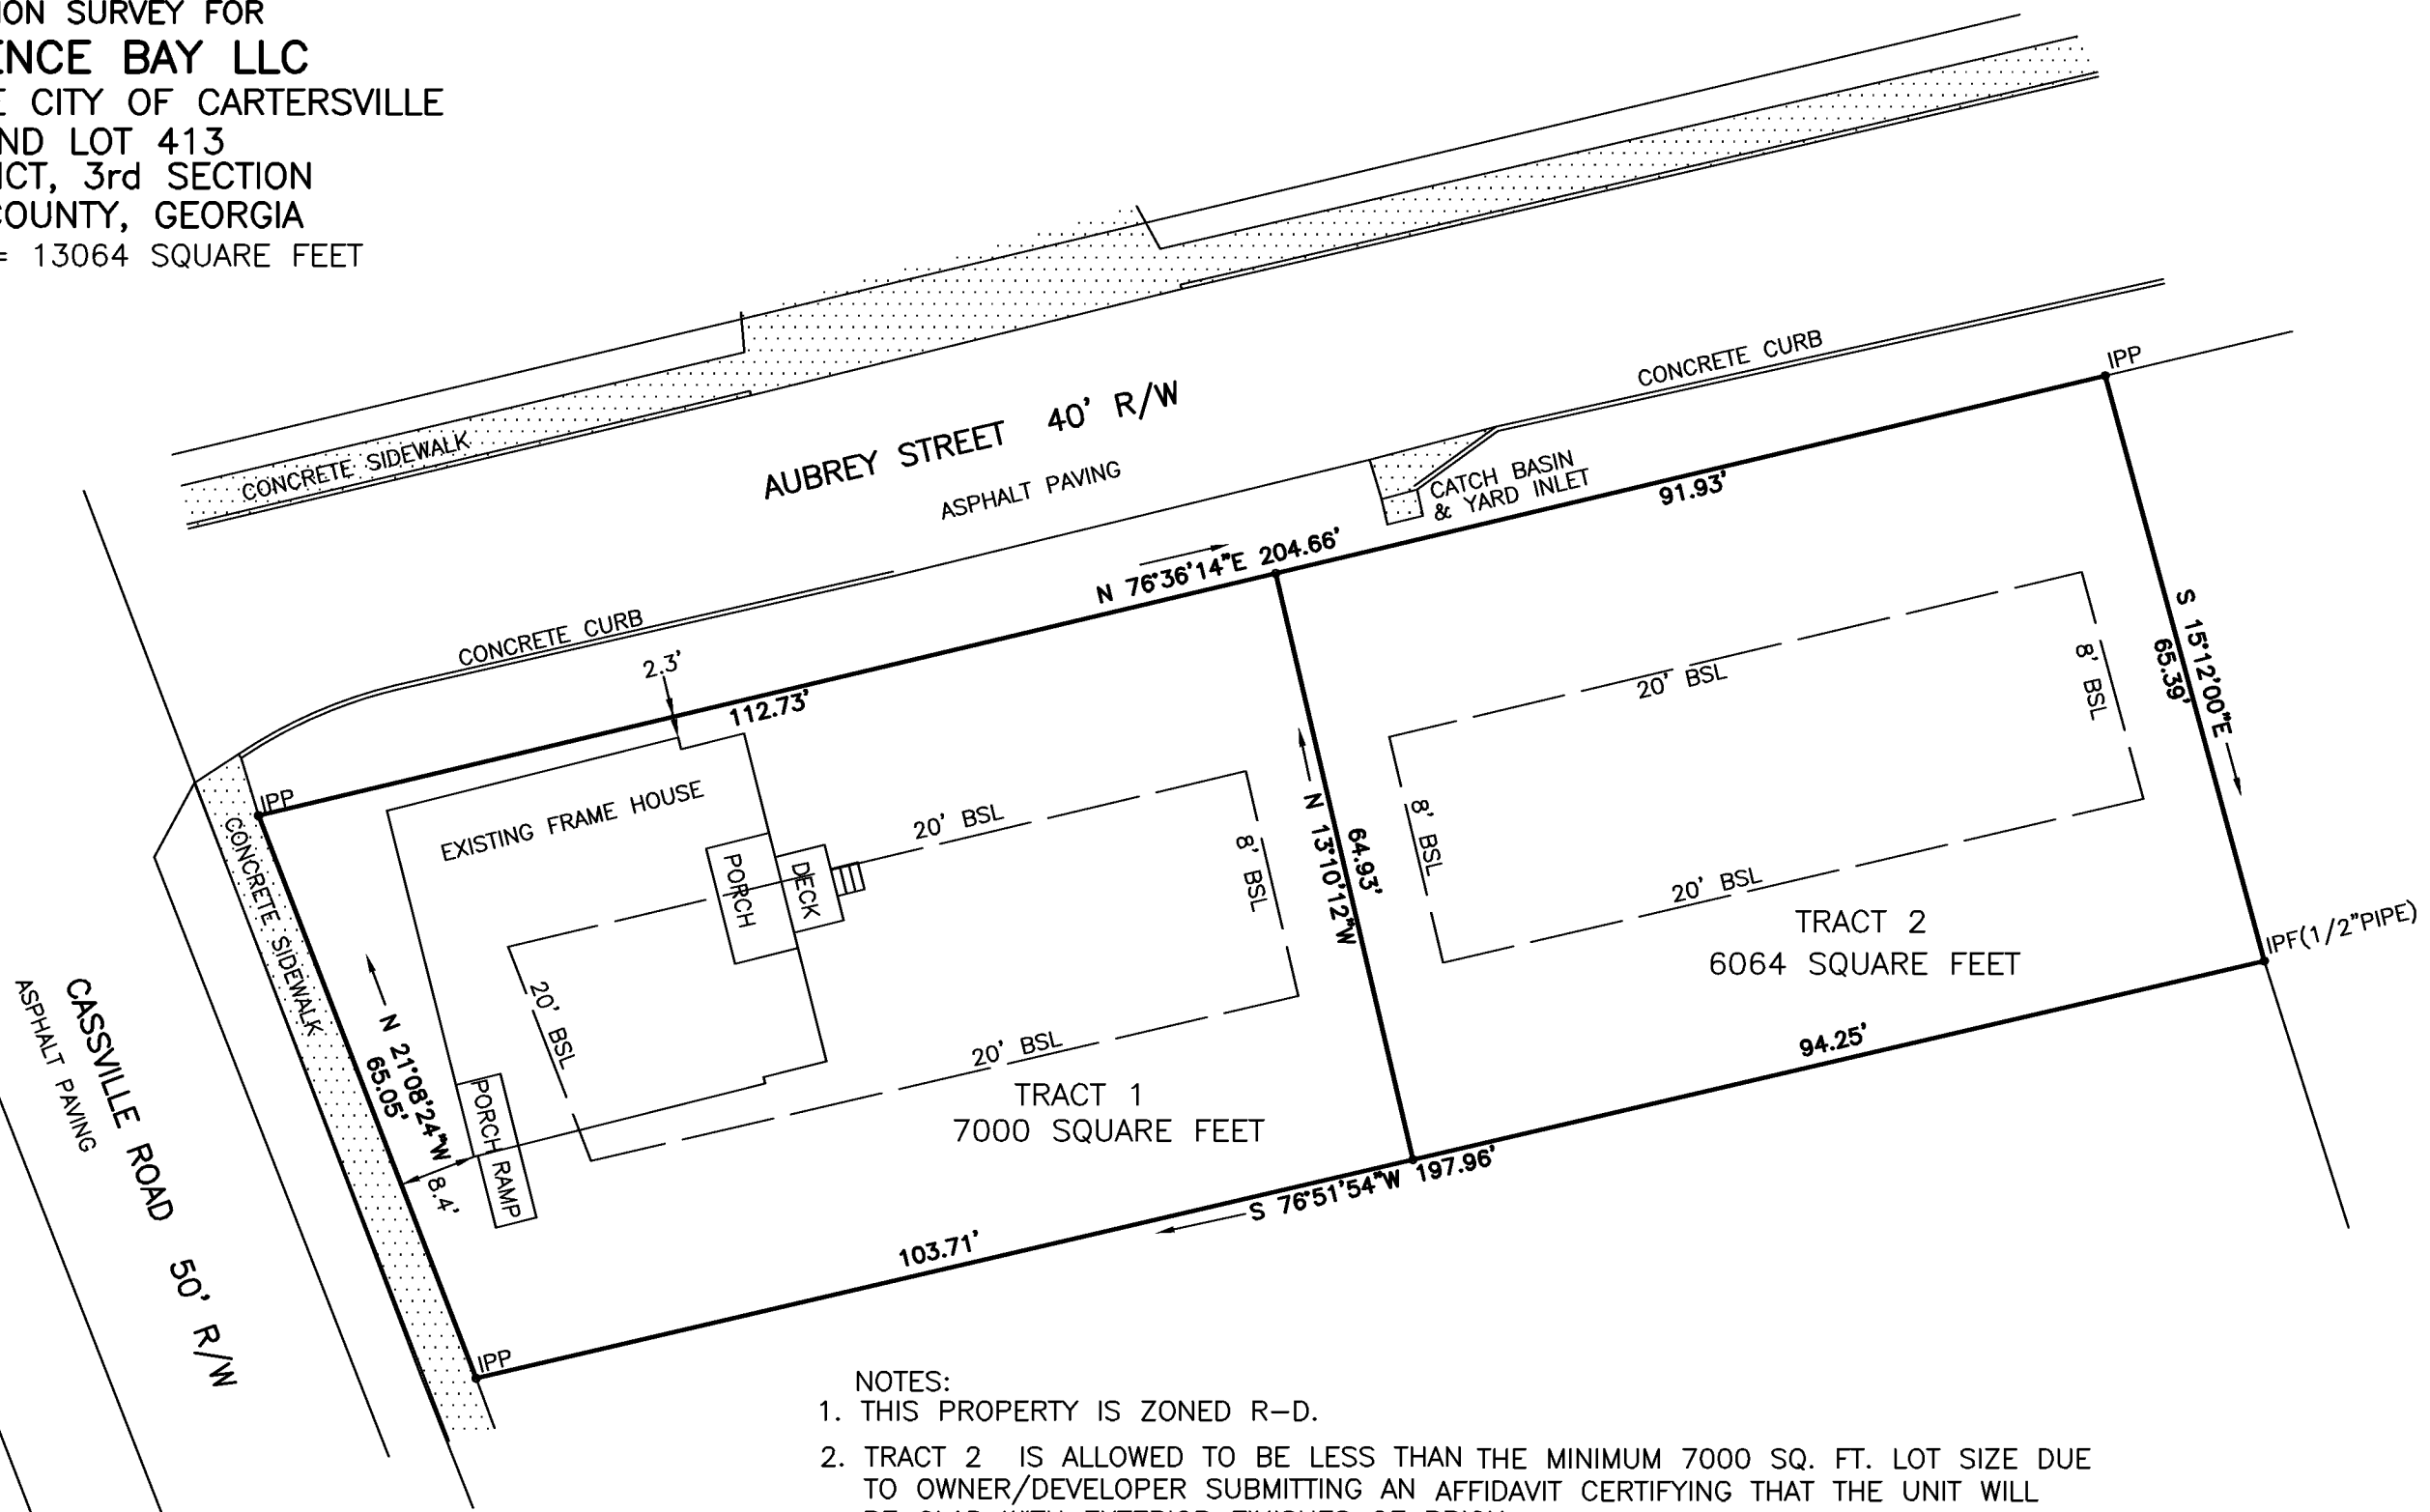 ION SURVEY FOR
ENCE BAY LLC
E CITY OF CARTERSVILLE
ND LOT 413
ICT, 3rd SECTION
COUNTY, GEORGIA
= 13064 SQUARE FEET
CONCRETE SIDEWALK
AUBREY STREET 40' R/W
ASPHALT PAVING
CONCRETE CURB
IPP
CATCH BASIN
& YARD INLET
91.93'
N 76°36'14"E 204.66'
CONCRETE CURB
2.3'
112.73'
IPP
EXISTING FRAME HOUSE
PORCH
DECK
20' BSL
8' BSL
20' BSL
20' BSL
N 13°10'12"W
64.93'
20' BSL
8' BSL
8' BSL
20' BSL
S 15°12'00"E
65.39'
TRACT 2
6064 SQUARE FEET
IPF(1/2"PIPE)
CONCRETE SIDEWALK
N 21°08'24"W
65.05'
PORCH
RAMP
8.4'
CASSVILLE ROAD 50' R/W
ASPHALT PAVING
TRACT 1
7000 SQUARE FEET
94.25'
S 76°51'54"W 197.96'
103.71'
IPP
NOTES:
1. THIS PROPERTY IS ZONED R-D.
2. TRACT 2 IS ALLOWED TO BE LESS THAN THE MINIMUM 7000 SQ. FT. LOT SIZE DUE
TO OWNER/DEVELOPER SUBMITTING AN AFFIDAVIT CERTIFYING THAT THE UNIT WILL